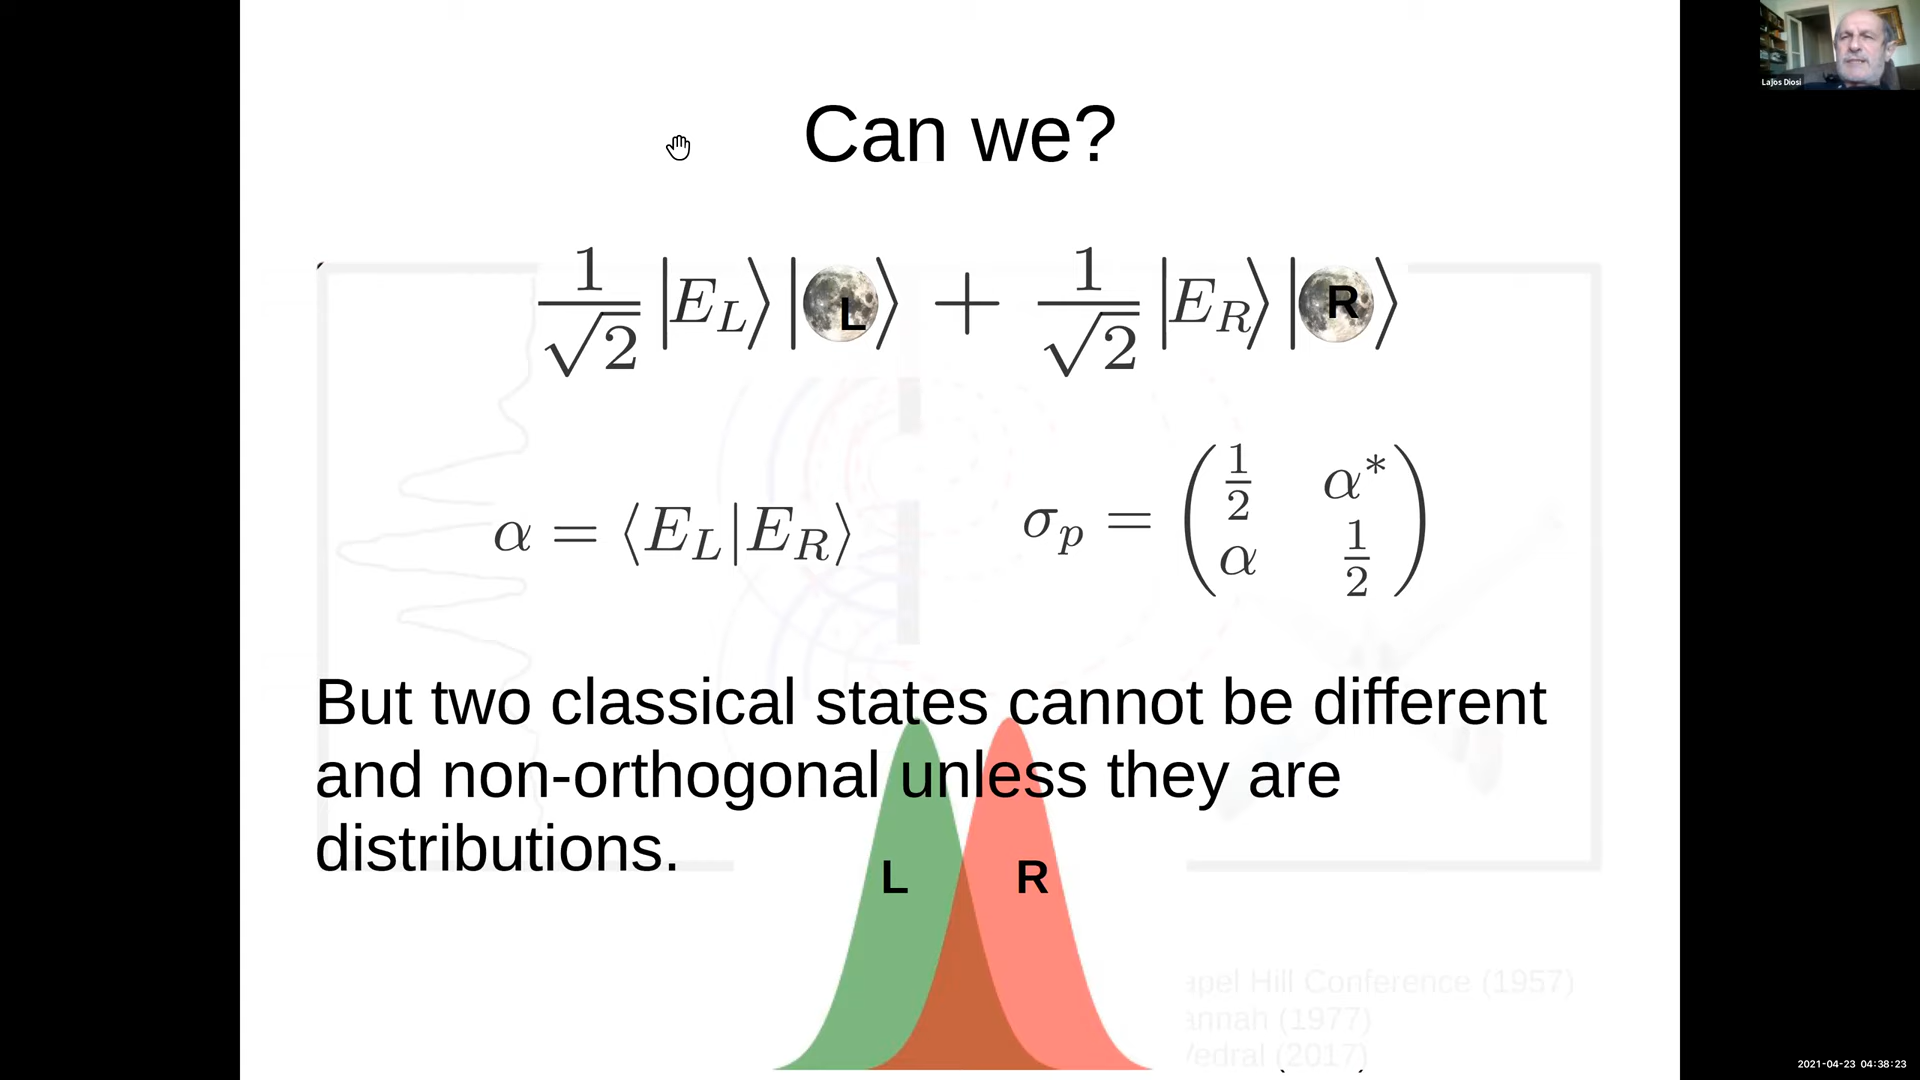 Lajos Diosi
Can we?
1/√2 |E_L⟩|L⟩ + 1/√2 |E_R⟩|R⟩
α = ⟨E_L|E_R⟩
σ_p = ( 1/2 α* α 1/2 )
But two classical states cannot be different
and non-orthogonal unless they are
distributions.
L R
apel Hill Conference (1957)
annah (1977)
Vedral (2017)
2021-04-23 04:38:23